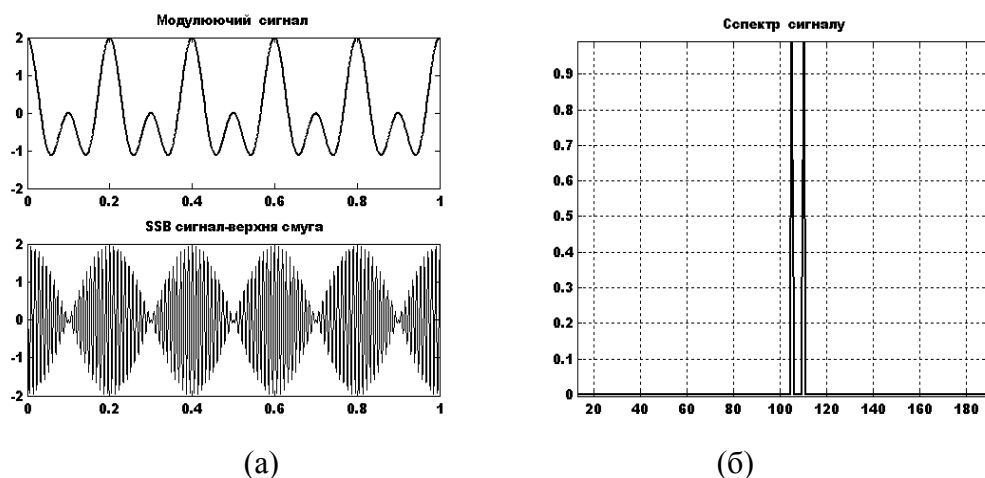 Модулюючий сигнал
2
1
0
-1
-2
0 0.2 0.4 0.6 0.8 1
SSB сигнал-верхня смуга
2
1
0
-1
-2
0 0.2 0.4 0.6 0.8 1
(а)
Сспектр сигналу
0.9
0.8
0.7
0.6
0.5
0.4
0.3
0.2
0.1
0
20 40 60 80 100 120 140 160 180
(б)